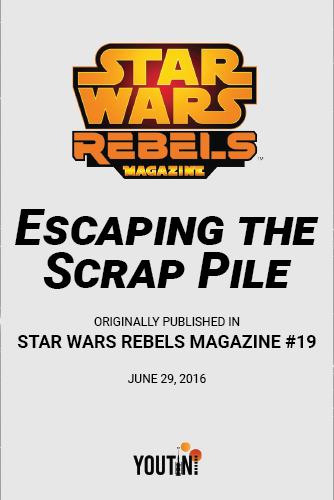 STAR
WARS
REBELS
TM
MAGAZINE
ESCAPING THE
SCRAP PILE
ORIGINALLY PUBLISHED IN
STAR WARS REBELS MAGAZINE #19
JUNE 29, 2016
YOUTINI